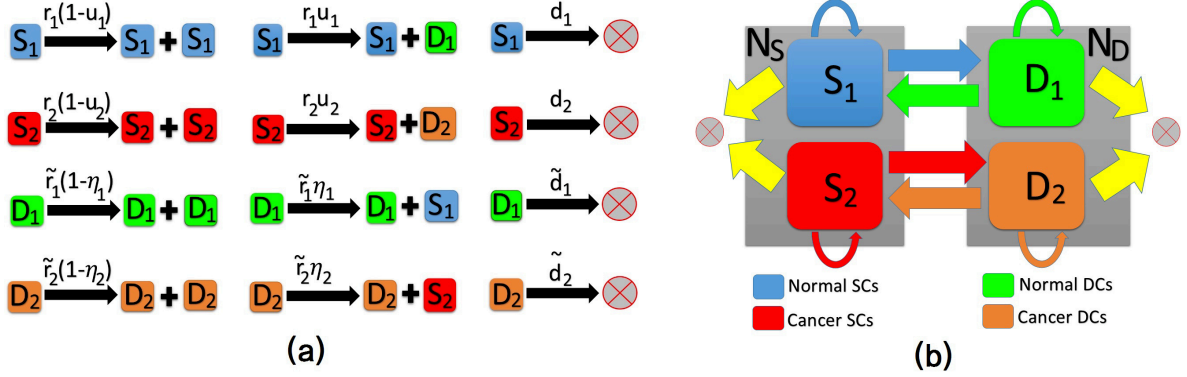 r₁(1-u₁) r₁u₁ d₁
S₁ S₁ + S₁ S₁ S₁ + D₁ S₁
r₂(1-u₂) r₂u₂ d₂
S₂ S₂ + S₂ S₂ S₂ + D₂ S₂
r̃₁(1-η₁) r̃₁η₁ d̃₁
D₁ D₁ + D₁ D₁ D₁ + S₁ D₁
r̃₂(1-η₂) r̃₂η₂ d̃₂
D₂ D₂ + D₂ D₂ D₂ + S₂ D₂
(a)
N_S N_D
S₁ D₁
S₂ D₂
Normal SCs Normal DCs
Cancer SCs Cancer DCs
(b)